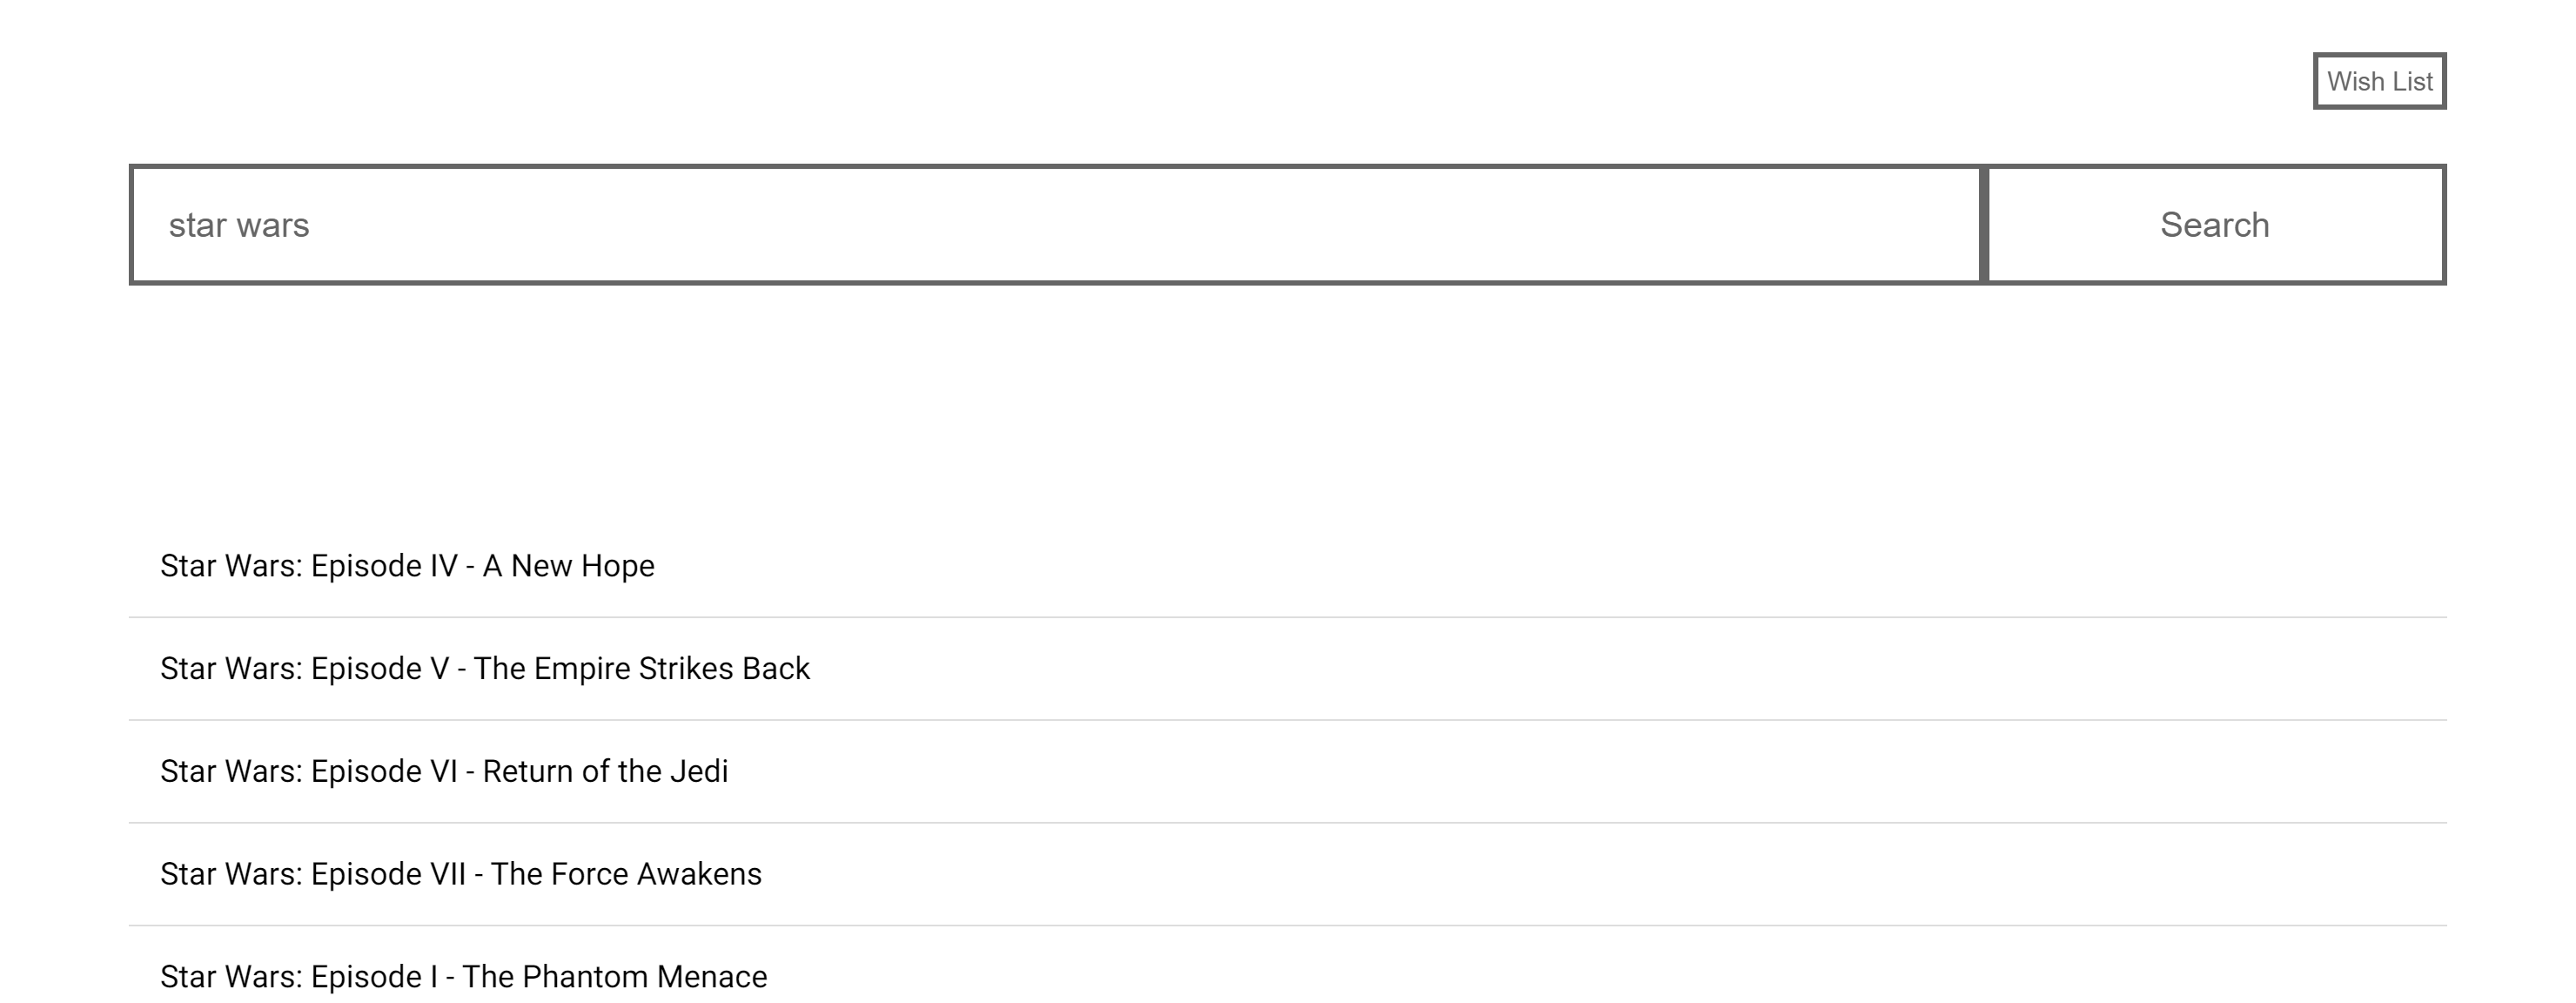 Wish List
star wars
Search
Star Wars: Episode IV - A New Hope
Star Wars: Episode V - The Empire Strikes Back
Star Wars: Episode VI - Return of the Jedi
Star Wars: Episode VII - The Force Awakens
Star Wars: Episode I - The Phantom Menace